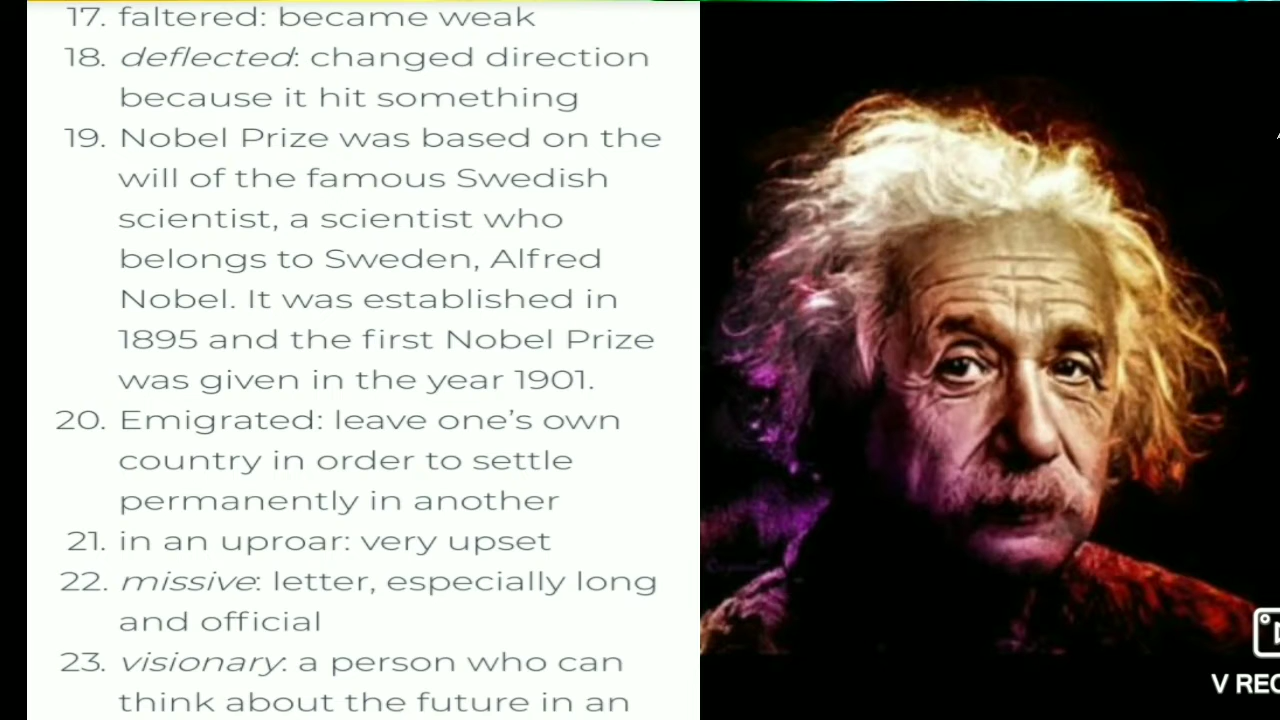 17. faltered: became weak
18. deflected: changed direction
because it hit something
19. Nobel Prize was based on the
will of the famous Swedish
scientist, a scientist who
belongs to Sweden, Alfred
Nobel. It was established in
1895 and the first Nobel Prize
was given in the year 1901.
20. Emigrated: leave one’s own
country in order to settle
permanently in another
21. in an uproar: very upset
22. missive: letter, especially long
and official
23. visionary: a person who can
think about the future in an
V REC